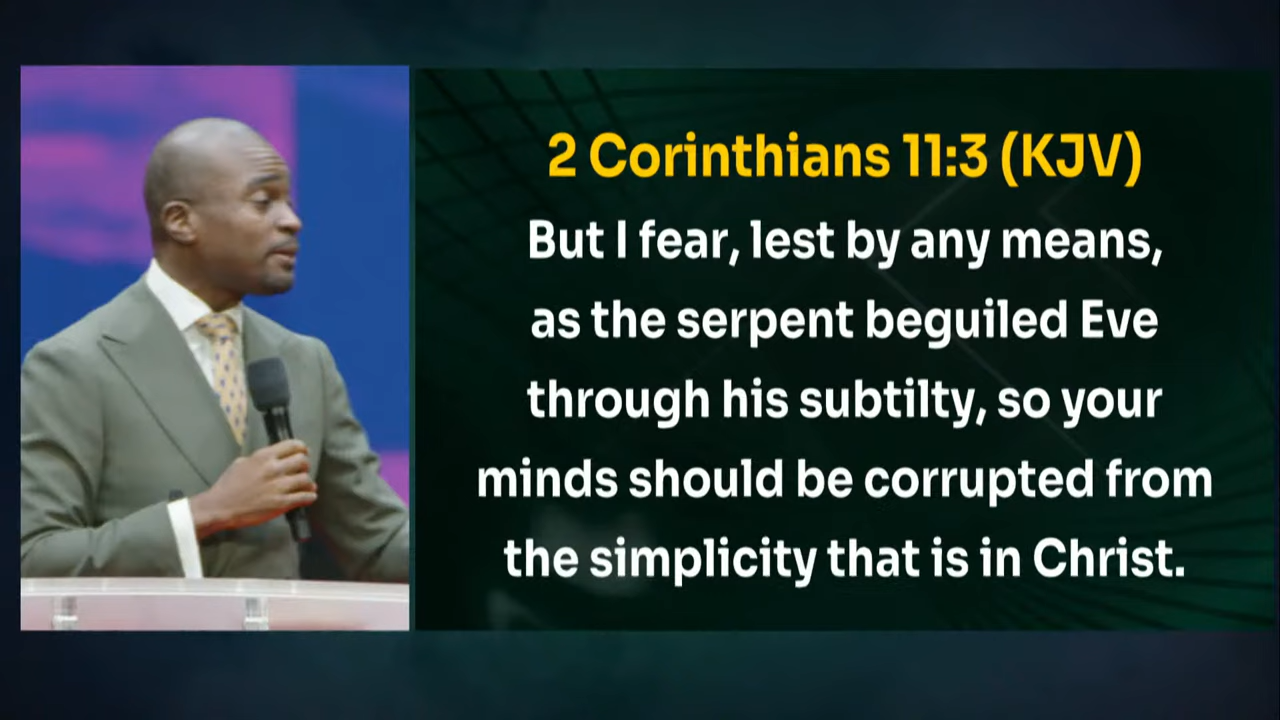 2 Corinthians 11:3 (KJV)
But I fear, lest by any means,
as the serpent beguiled Eve
through his subtilty, so your
minds should be corrupted from
the simplicity that is in Christ.